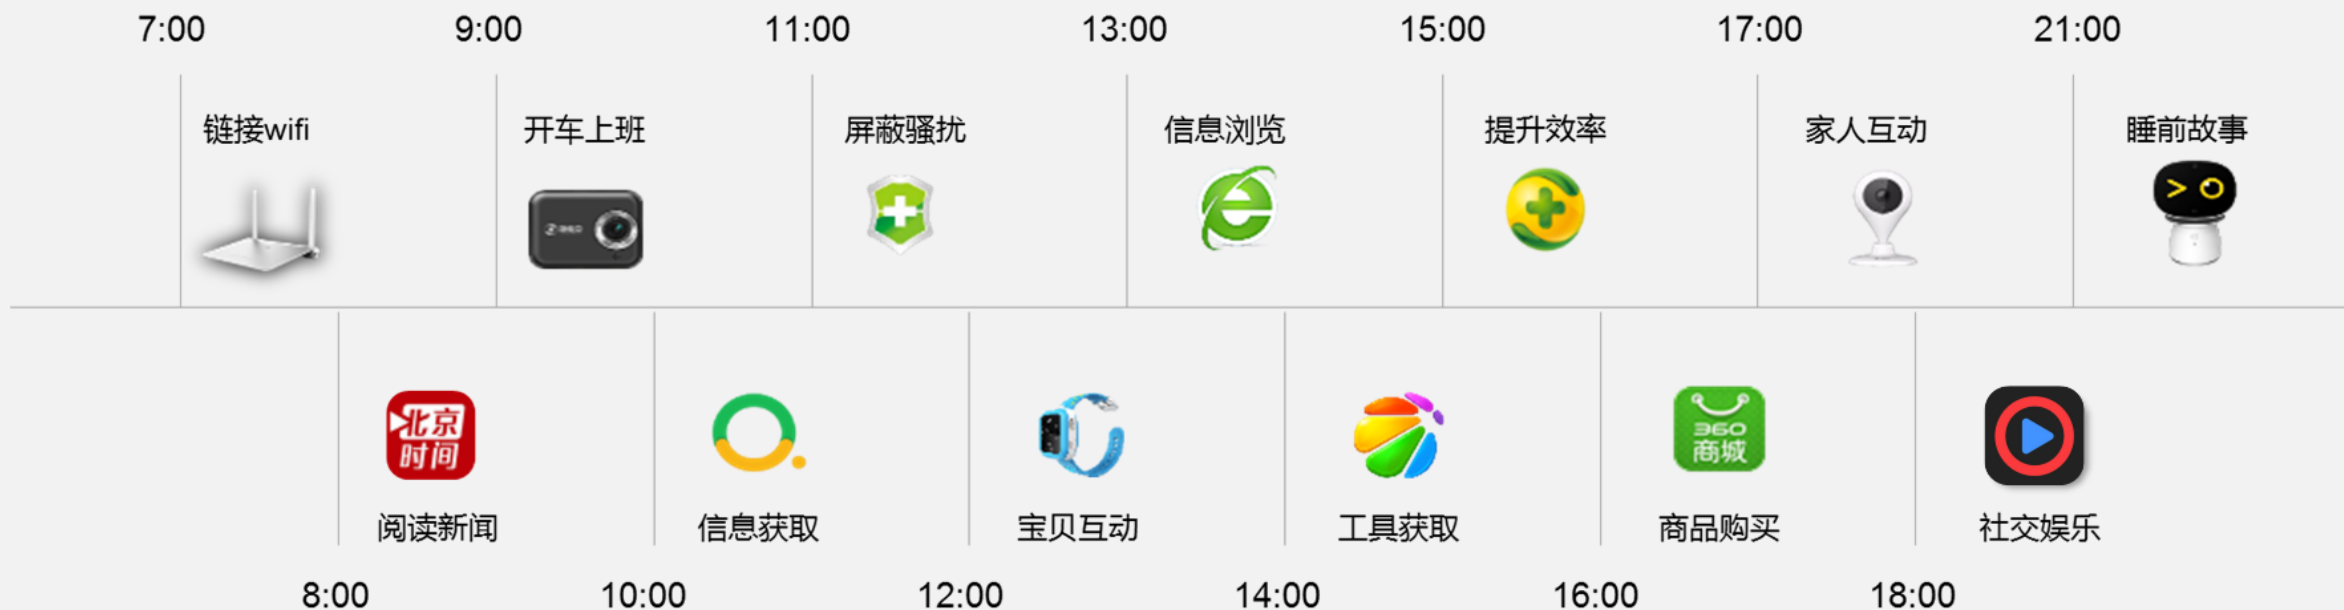 7:00 9:00 11:00 13:00 15:00 17:00 21:00
链接wifi 开车上班 屏蔽骚扰 信息浏览 提升效率 家人互动 睡前故事
北京
时间
360
商城
阅读新闻 信息获取 宝贝互动 工具获取 商品购买 社交娱乐
8:00 10:00 12:00 14:00 16:00 18:00